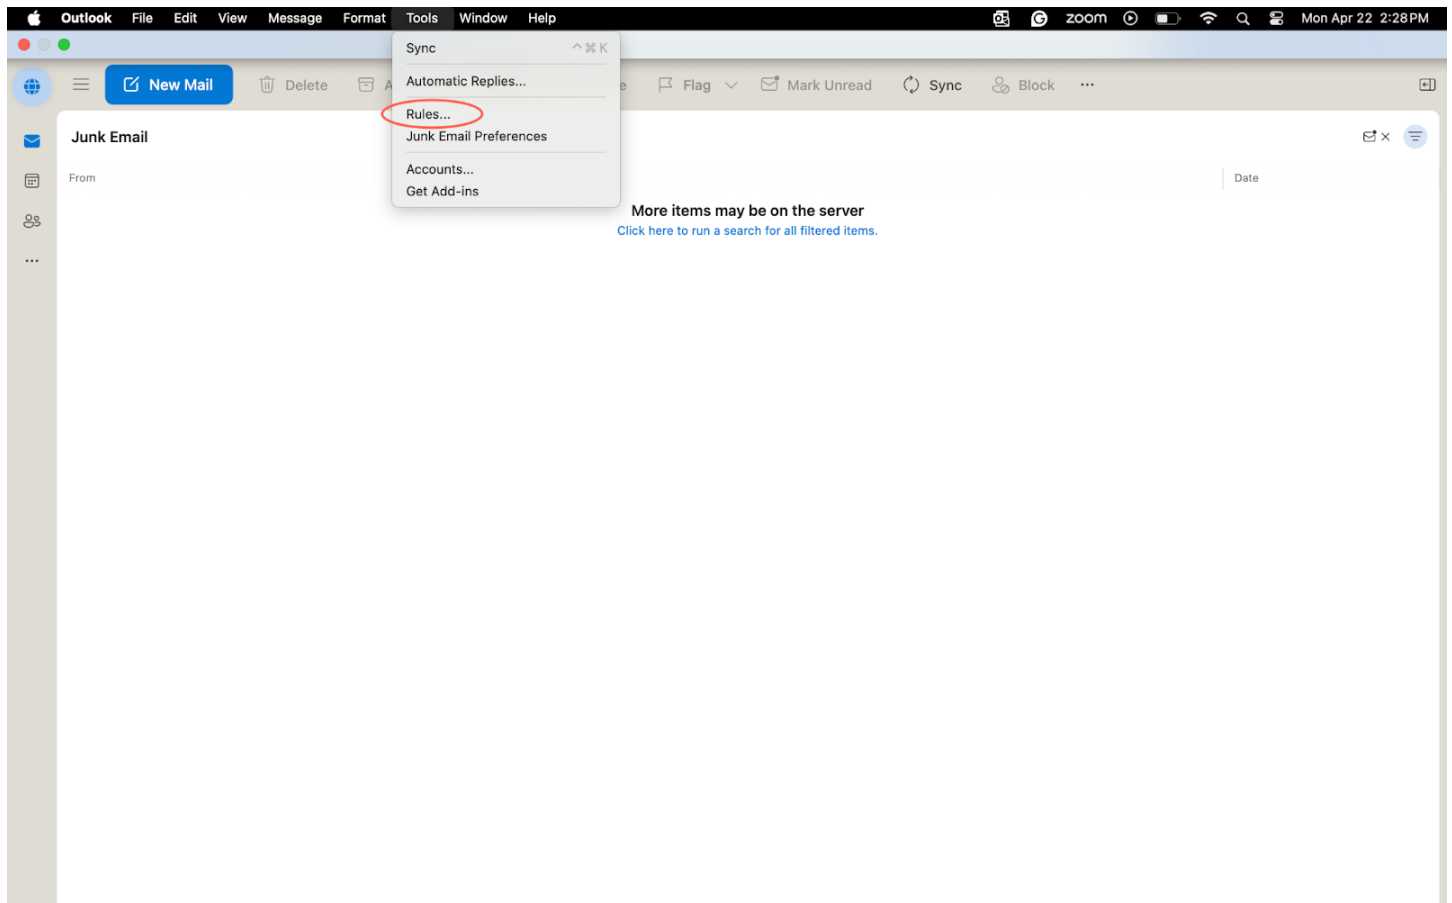 Outlook File Edit View Message Format Tools Window Help zoom Mon Apr 22 2:28 PM
Sync ^⌘K
Automatic Replies...
Rules...
Junk Email Preferences
Accounts...
Get Add-ins
New Mail Delete A e Flag Mark Unread Sync Block ...
Junk Email
From Date
More items may be on the server
Click here to run a search for all filtered items.